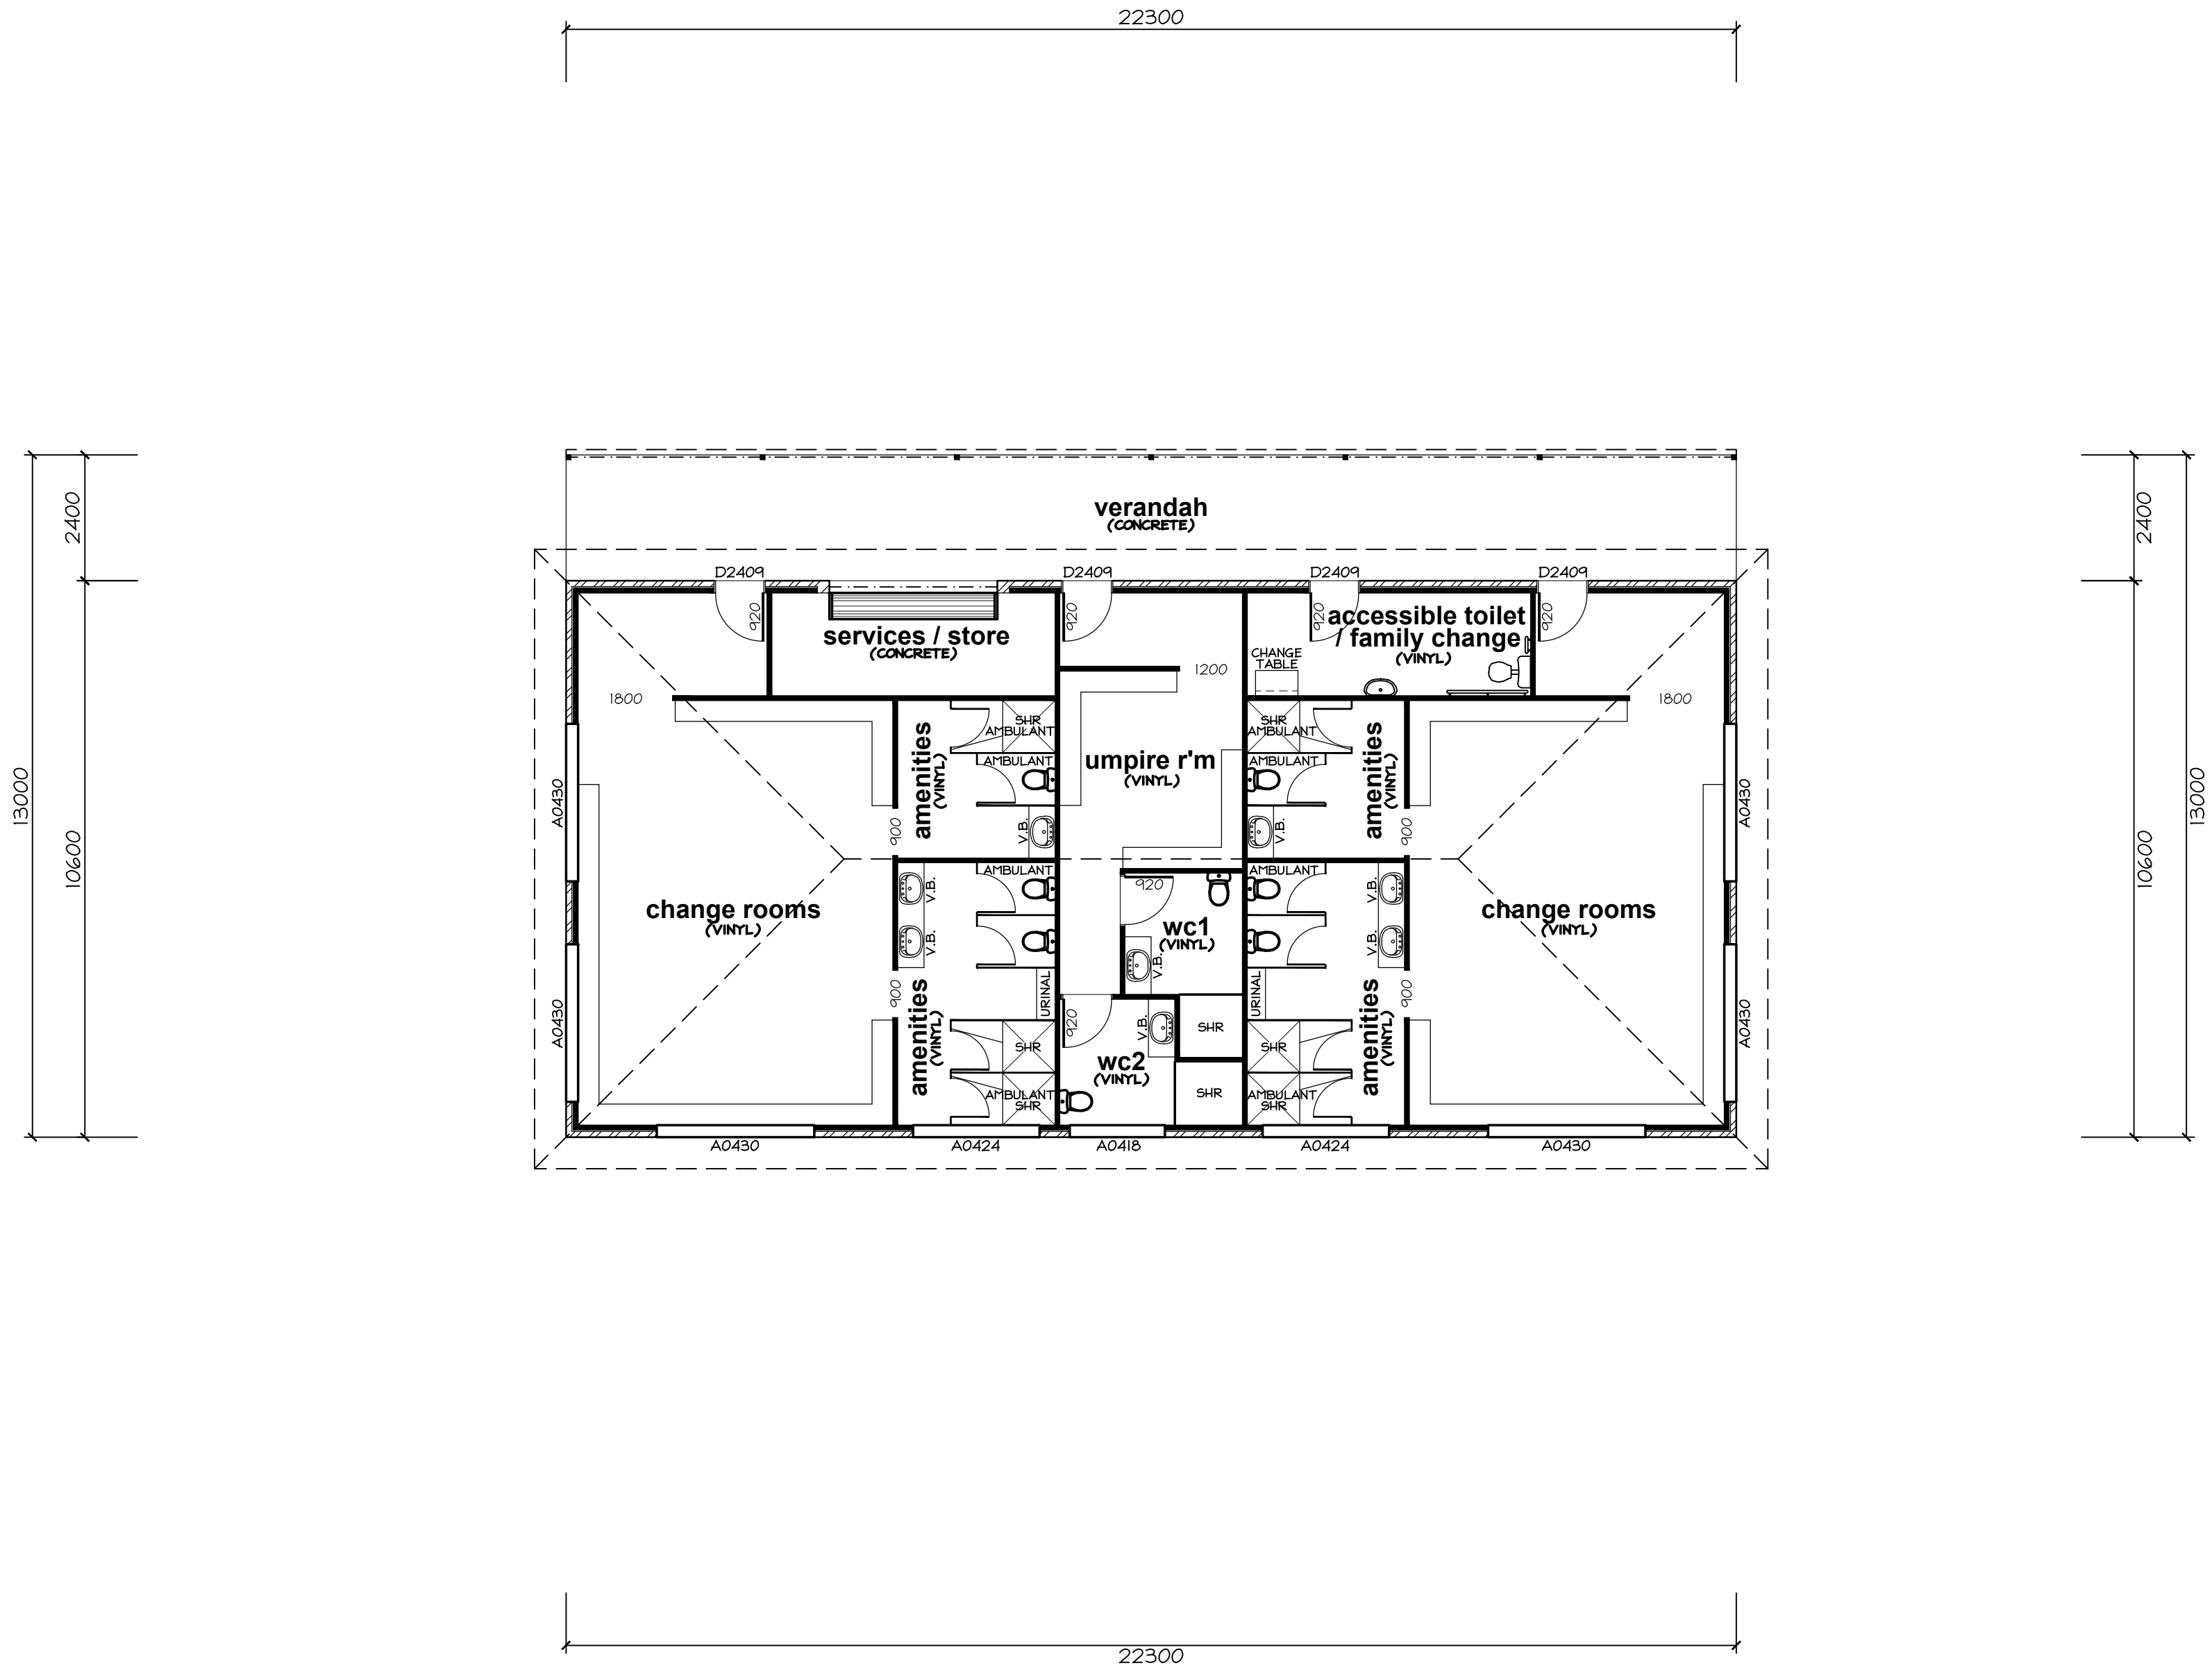 22300
2400
2400
verandah
(CONCRETE)
D2409
D2409
D2409
D2409
920
920
920
920
services / store
(CONCRETE)
accessible toilet
/ family change
(VINYL)
CHANGE
TABLE
1800
1200
1800
SHR
AMBULANT
SHR
AMBULANT
amenities
(VINYL)
umpire r'm
(VINYL)
amenities
(VINYL)
AMBULANT
AMBULANT
13000
10600
A0430
900
V.B.
V.B.
900
A0430
10600
13000
AMBULANT
AMBULANT
V.B.
920
V.B.
change rooms
(VINYL)
wc1
(VINYL)
change rooms
(VINYL)
V.B.
V.B.
V.B.
A0430
900
URINAL
URINAL
900
A0430
amenities
(VINYL)
920
V.B.
SHR
amenities
(VINYL)
SHR
SHR
wc2
(VINYL)
AMBULANT
SHR
SHR
AMBULANT
SHR
A0430
A0424
A0418
A0424
A0430
22300